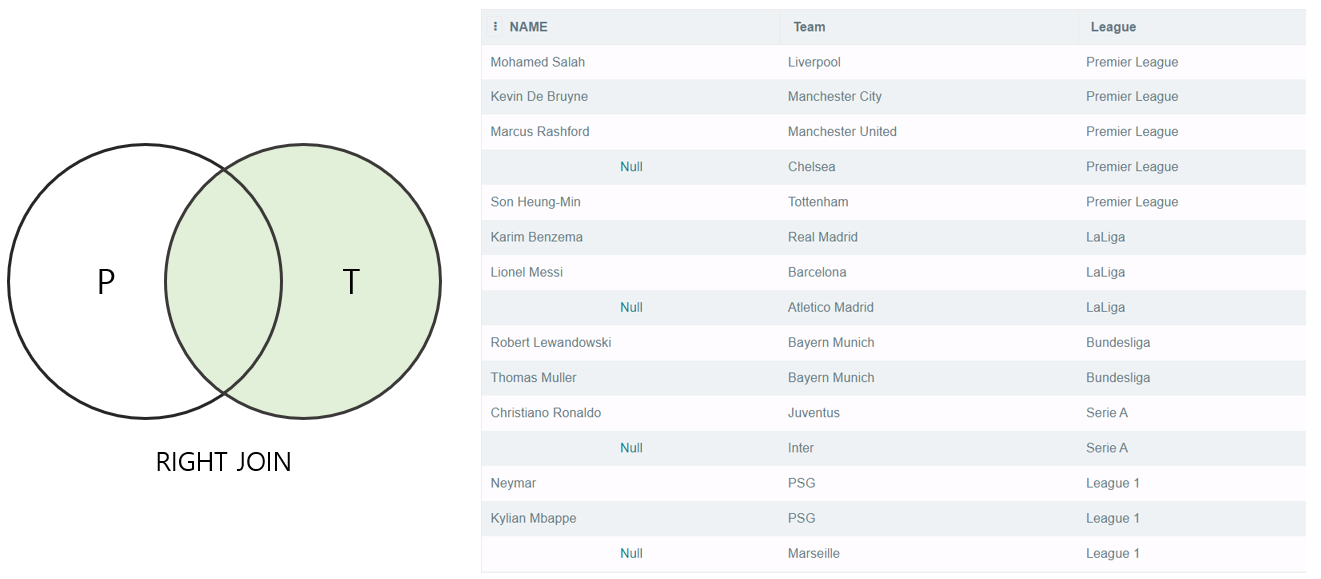 P
T
RIGHT JOIN
NAME Team League
Mohamed Salah Liverpool Premier League
Kevin De Bruyne Manchester City Premier League
Marcus Rashford Manchester United Premier League
Null Chelsea Premier League
Son Heung-Min Tottenham Premier League
Karim Benzema Real Madrid LaLiga
Lionel Messi Barcelona LaLiga
Null Atletico Madrid LaLiga
Robert Lewandowski Bayern Munich Bundesliga
Thomas Muller Bayern Munich Bundesliga
Christiano Ronaldo Juventus Serie A
Null Inter Serie A
Neymar PSG League 1
Kylian Mbappe PSG League 1
Null Marseille League 1